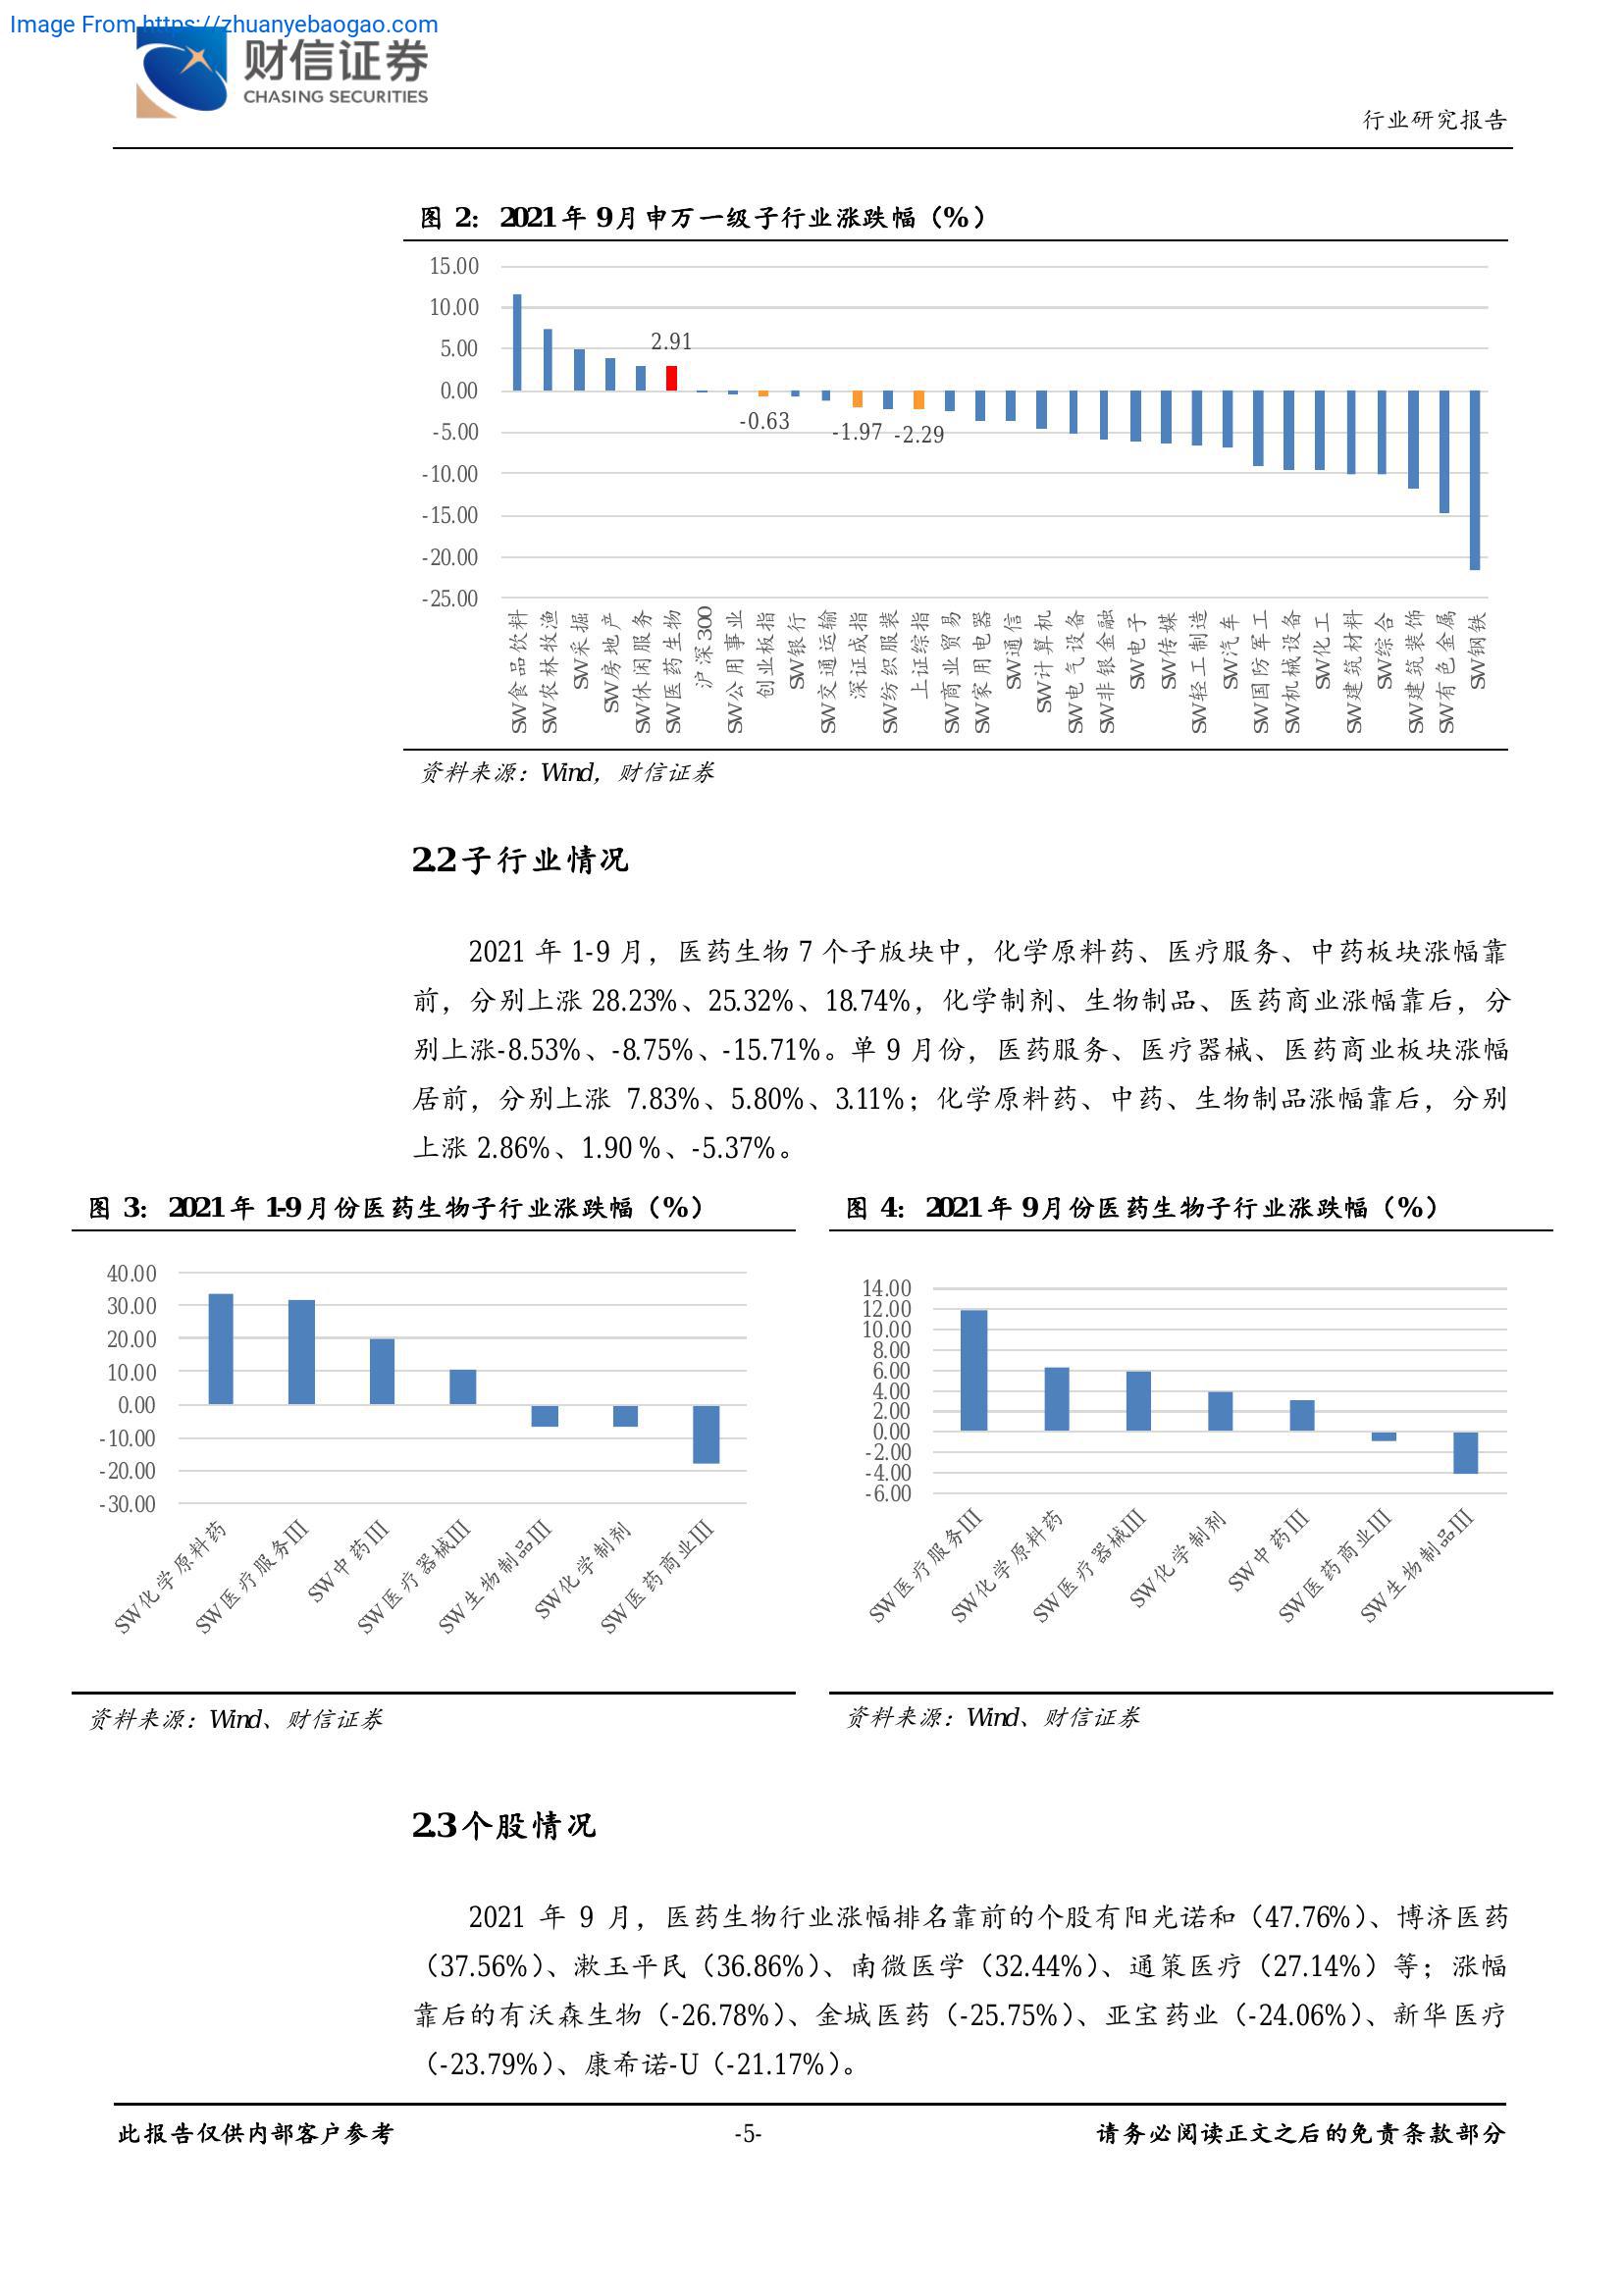 Image From https://zhuanyebaogao.com
财信证券
CHASING SECURITIES
行业研究报告
图 2: 2021 年 9 月申万一级子行业涨跌幅（%）
15.00
10.00
5.00
0.00
-5.00
-10.00
-15.00
-20.00
-25.00
2.91
-0.63
-1.97
-2.29
SW食品饮料
SW农林牧渔
SW采掘
SW房地产
SW休闲服务
SW医药生物
沪深300
SW公用事业
创业板指
SW银行
SW交通运输
深证成指
SW纺织服装
上证综指
SW商业贸易
SW家用电器
SW通信
SW计算机
SW电气设备
SW非银金融
SW电子
SW传媒
SW轻工制造
SW汽车
SW国防军工
SW机械设备
SW化工
SW建筑材料
SW综合
SW建筑装饰
SW有色金属
SW钢铁
资料来源：Wind，财信证券
2.2 子行业情况
2021 年 1-9 月，医药生物 7 个子版块中，化学原料药、医疗服务、中药板块涨幅靠
前，分别上涨 28.23%、25.32%、18.74%，化学制剂、生物制品、医药商业涨幅靠后，分
别上涨-8.53%、-8.75%、-15.71%。单 9 月份，医药服务、医疗器械、医药商业板块涨幅
居前，分别上涨 7.83%、5.80%、3.11%；化学原料药、中药、生物制品涨幅靠后，分别
上涨 2.86%、1.90 %、-5.37%。
图 3: 2021 年 1-9 月份医药生物子行业涨跌幅（%）
40.00
30.00
20.00
10.00
0.00
-10.00
-20.00
-30.00
SW化学原料药
SW医疗服务III
SW中药III
SW医疗器械III
SW生物制品III
SW化学制剂
SW医药商业III
资料来源：Wind、财信证券
图 4: 2021 年 9 月份医药生物子行业涨跌幅（%）
14.00
12.00
10.00
8.00
6.00
4.00
2.00
0.00
-2.00
-4.00
-6.00
SW医疗服务III
SW化学原料药
SW医疗器械III
SW化学制剂
SW中药III
SW医药商业III
SW生物制品III
资料来源：Wind、财信证券
2.3 个股情况
2021 年 9 月，医药生物行业涨幅排名靠前的个股有阳光诺和（47.76%）、博济医药
（37.56%）、漱玉平民（36.86%）、南微医学（32.44%）、通策医疗（27.14%）等；涨幅
靠后的有沃森生物（-26.78%）、金城医药（-25.75%）、亚宝药业（-24.06%）、新华医疗
（-23.79%）、康希诺-U（-21.17%）。
此报告仅供内部客户参考
-5-
请务必阅读正文之后的免责条款部分